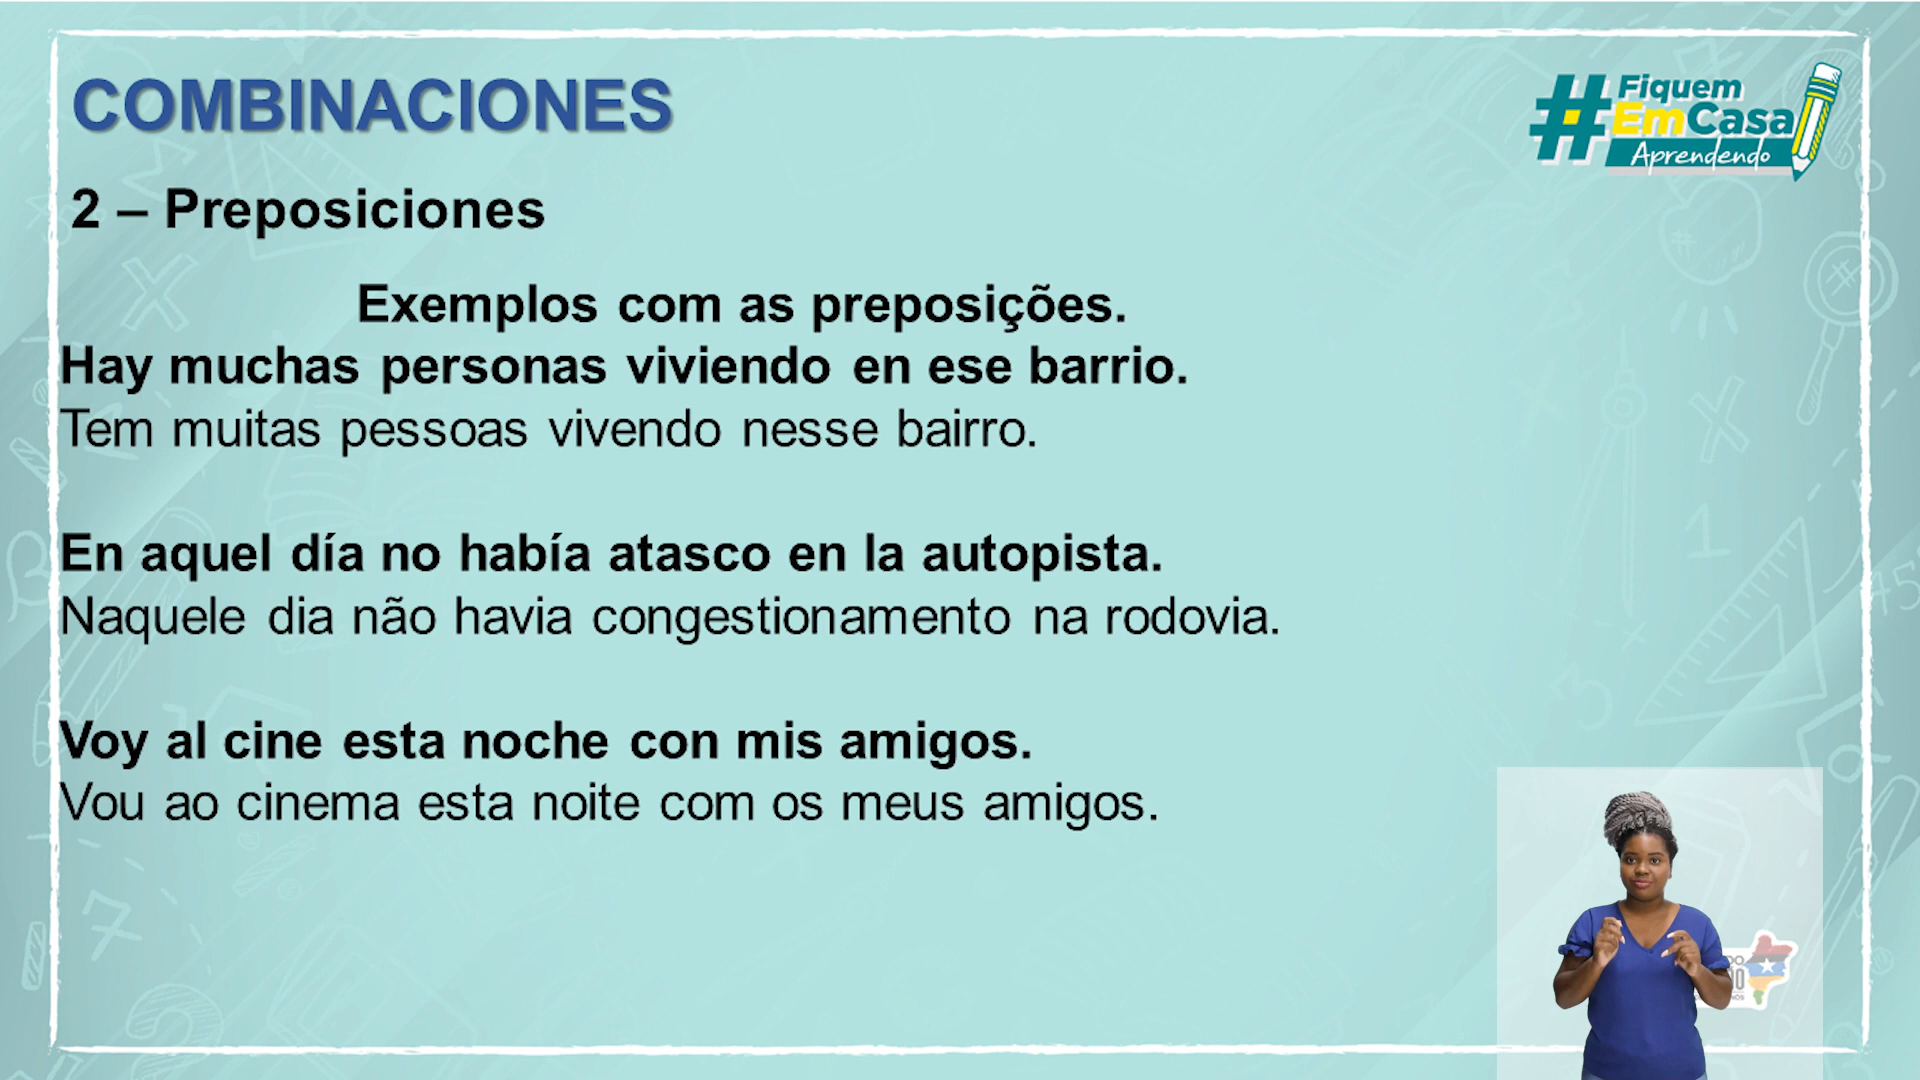 COMBINACIONES
#Fiquem
EmCasa
Aprendendo
2 – Preposiciones
Exemplos com as preposições.
Hay muchas personas viviendo en ese barrio.
Tem muitas pessoas vivendo nesse bairro.
En aquel día no había atasco en la autopista.
Naquele dia não havia congestionamento na rodovia.
Voy al cine esta noche con mis amigos.
Vou ao cinema esta noite com os meus amigos.